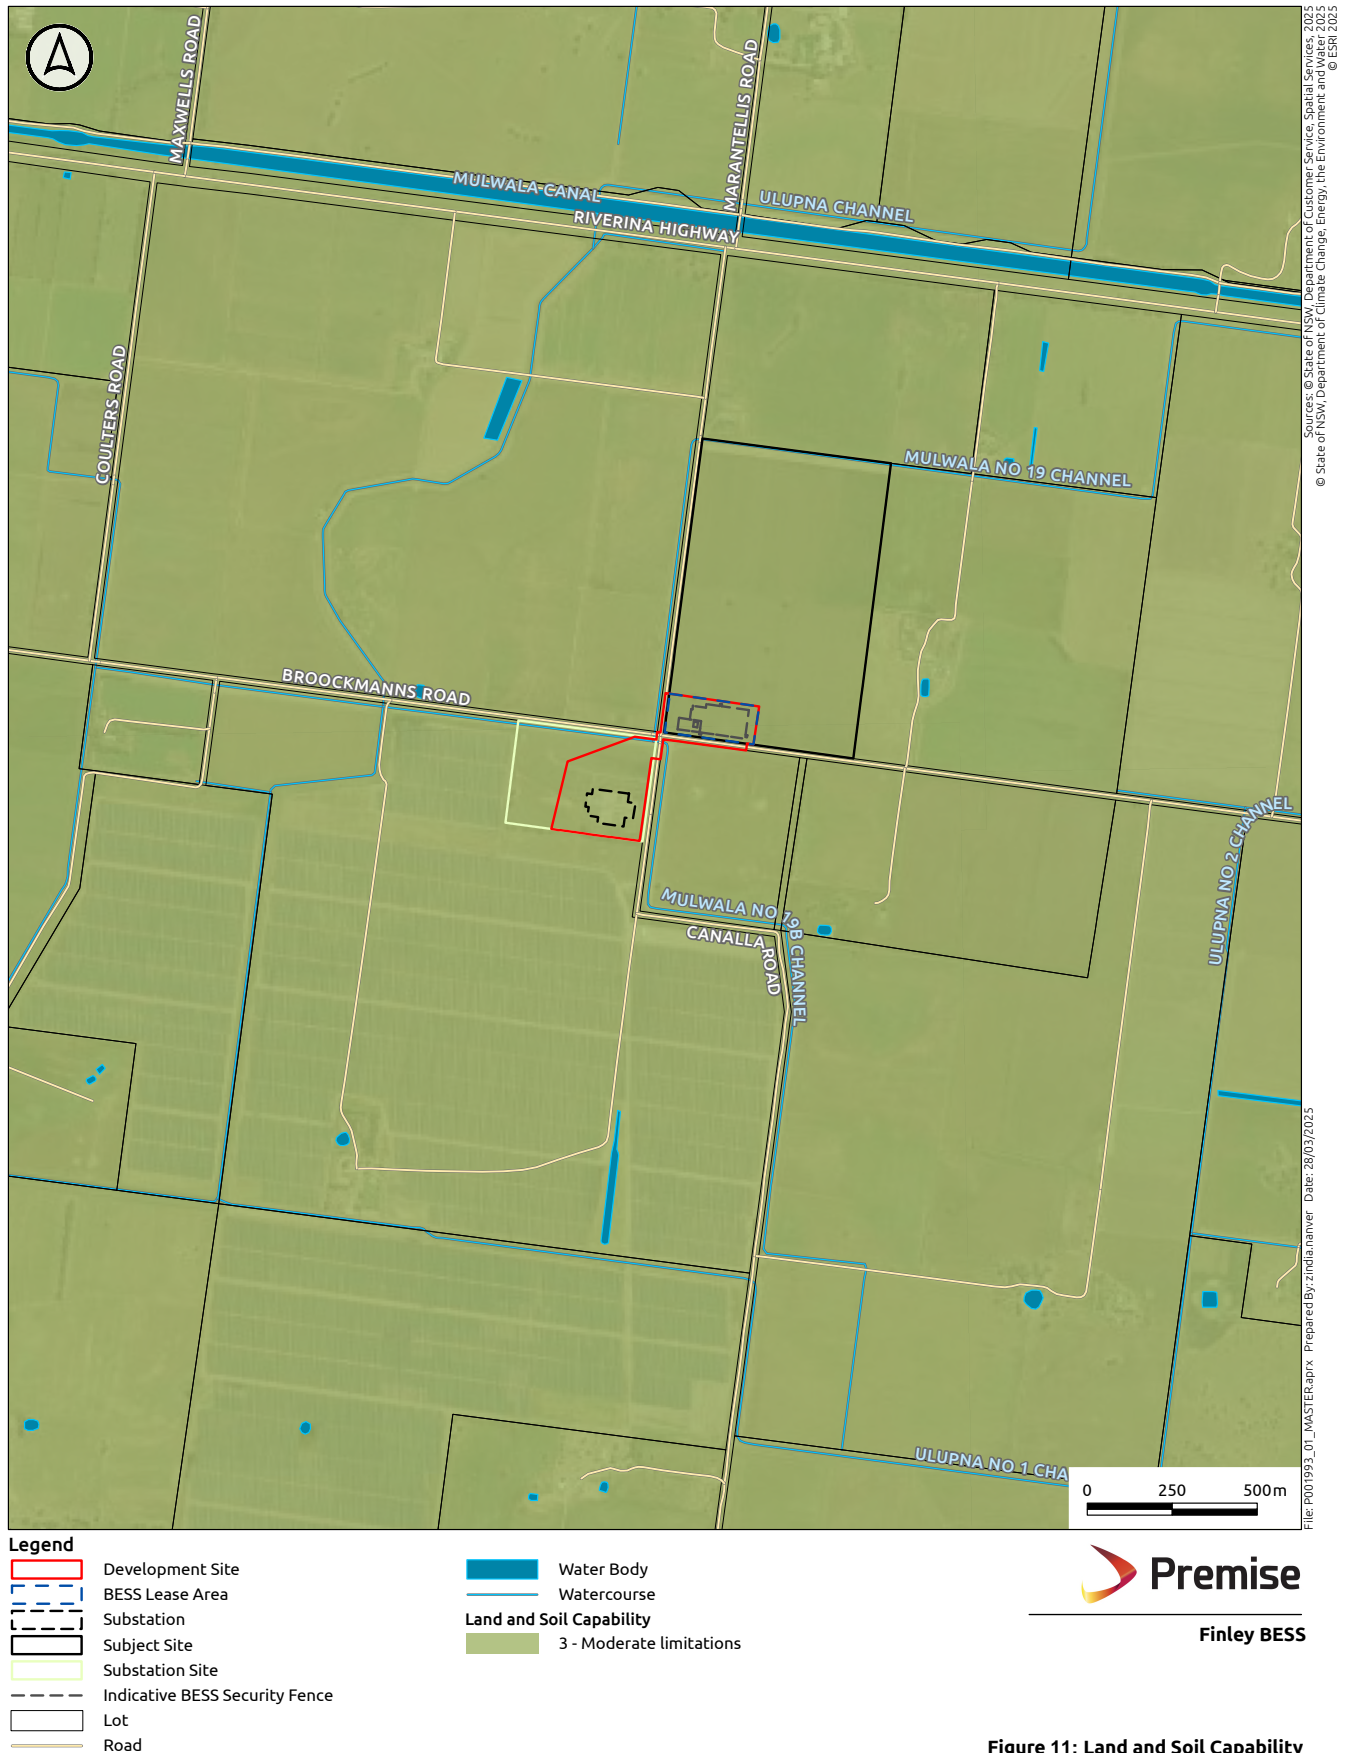 MAXWELLS ROAD
MARANTELLIS ROAD
MULWALA CANAL
ULUPNA CHANNEL
RIVERINA HIGHWAY
COULTERS ROAD
MULWALA NO 19 CHANNEL
BROOCKMANNS ROAD
ULUPNA NO 2 CHANNEL
MULWALA NO 19B CHANNEL
CANALLA ROAD
ULUPNA NO 1 CHA
0 250 500m
Sources: © State of NSW, Department of Customer Service, Spatial Services, 2025
© State of NSW, Department of Climate Change, Energy, the Environment and Water 2025
© ESRI 2025
File: P001993_01_MASTER.aprx Prepared By: zindia.nanver Date: 28/03/2025
Legend
Development Site
BESS Lease Area
Substation
Subject Site
Substation Site
Indicative BESS Security Fence
Lot
Road
Water Body
Watercourse
Land and Soil Capability
3 - Moderate limitations
Premise
Finley BESS
Figure 11: Land and Soil Capability